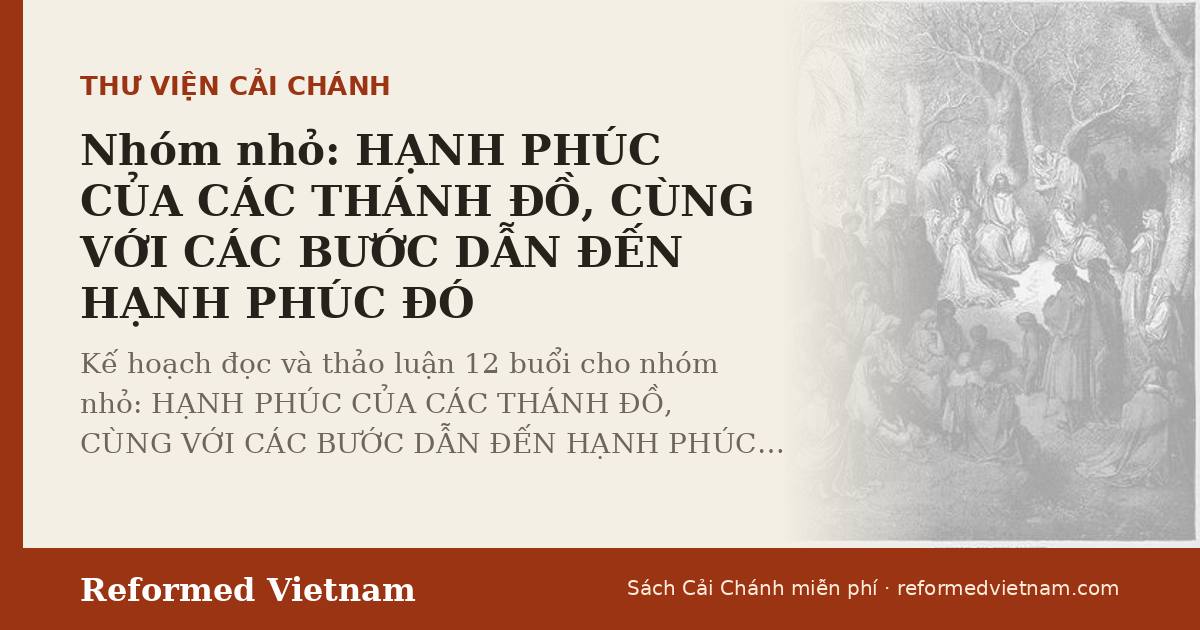 THƯ VIỆN CẢI CHÁNH
Nhóm nhỏ: HẠNH PHÚC
CỦA CÁC THÁNH ĐỒ, CÙNG
VỚI CÁC BƯỚC DẪN ĐẾN
HẠNH PHÚC ĐÓ
Kế hoạch đọc và thảo luận 12 buổi cho nhóm
nhỏ: HẠNH PHÚC CỦA CÁC THÁNH ĐỒ,
CÙNG VỚI CÁC BƯỚC DẪN ĐẾN HẠNH PHÚC...
Reformed Vietnam
Sách Cải Chánh miễn phí · reformedvietnam.com